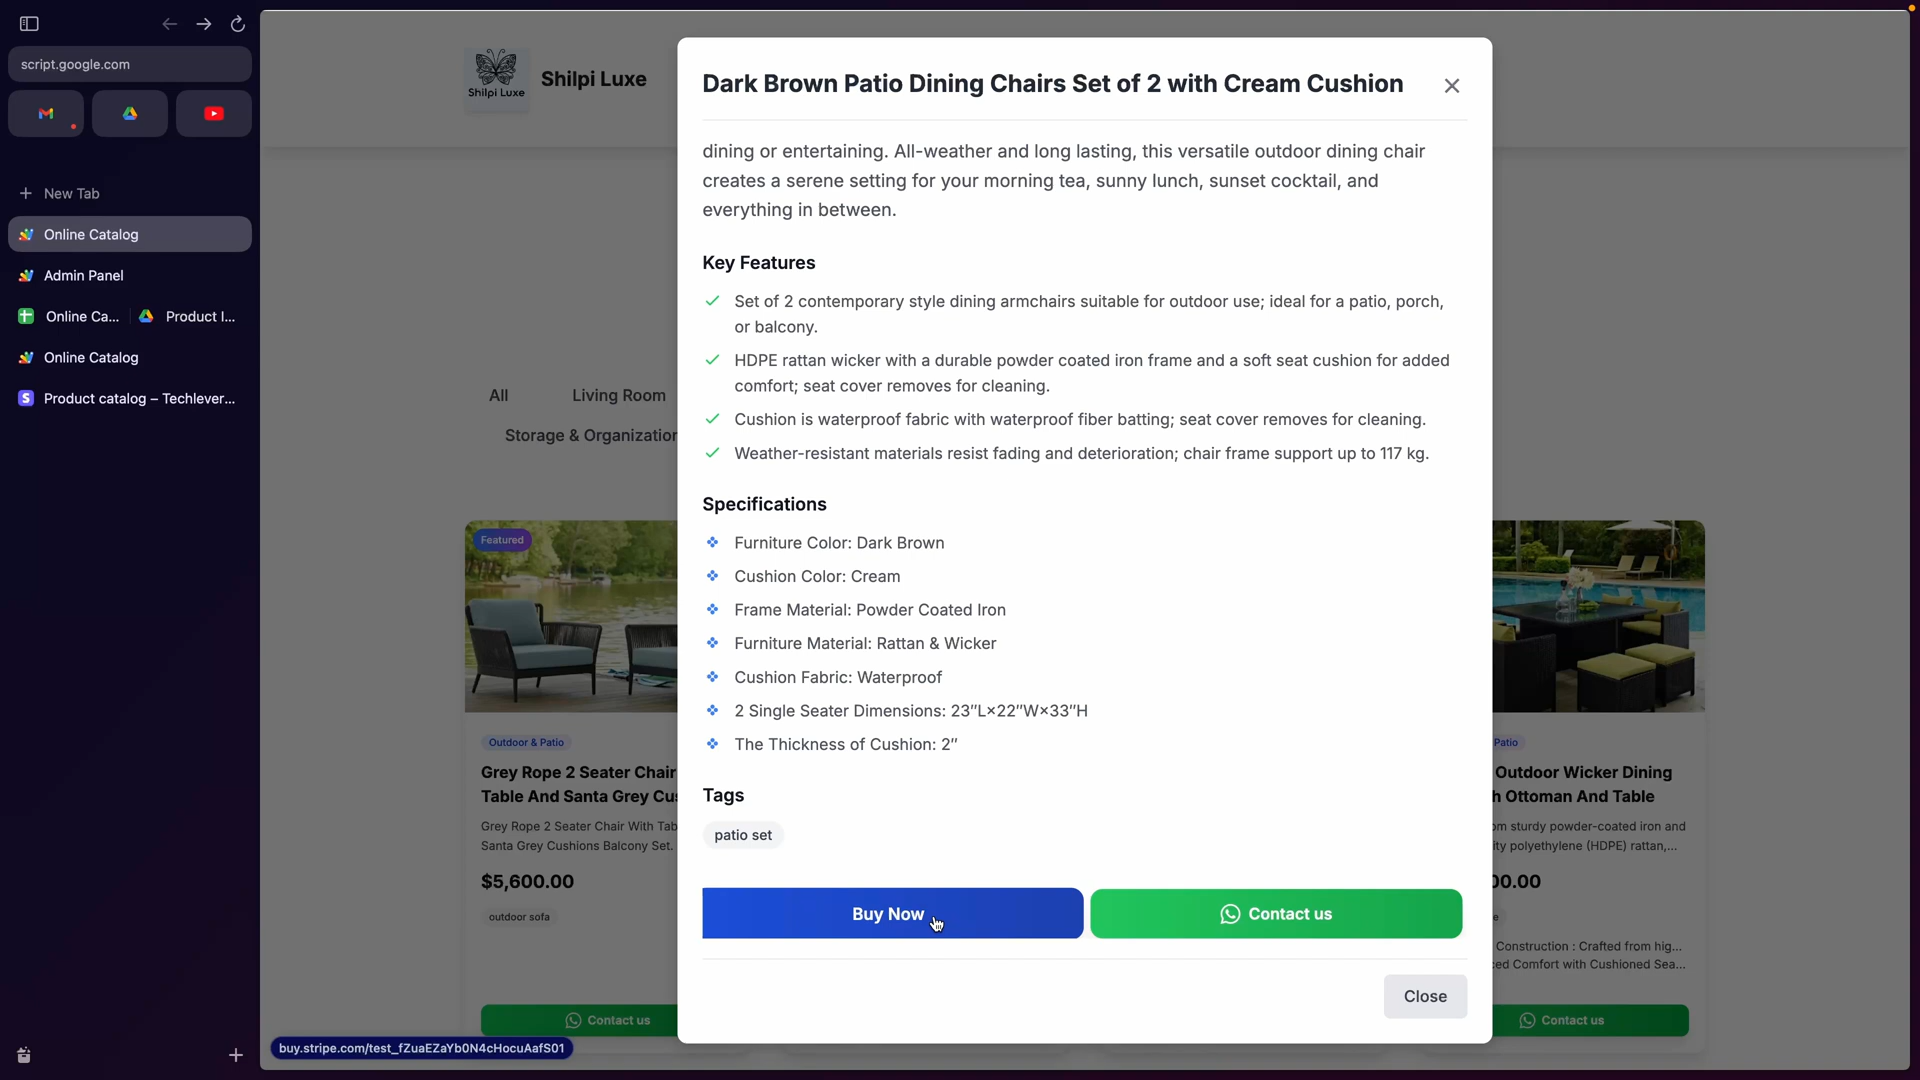 script.google.com
New Tab
Online Catalog
Admin Panel
Online Ca...
Product I...
Online Catalog
S
Product catalog – Techlever...
Shilpi Luxe
Shilpi Luxe
All
Living Room
Storage & Organization
Featured
Outdoor & Patio
Grey Rope 2 Seater Chair
Table And Santa Grey Cu
Grey Rope 2 Seater Chair With Tab
Santa Grey Cushions Balcony Set.
$5,600.00
outdoor sofa
Contact us
Dark Brown Patio Dining Chairs Set of 2 with Cream Cushion
dining or entertaining. All-weather and long lasting, this versatile outdoor dining chair
creates a serene setting for your morning tea, sunny lunch, sunset cocktail, and
everything in between.
Key Features
Set of 2 contemporary style dining armchairs suitable for outdoor use; ideal for a patio, porch,
or balcony.
HDPE rattan wicker with a durable powder coated iron frame and a soft seat cushion for added
comfort; seat cover removes for cleaning.
Cushion is waterproof fabric with waterproof fiber batting; seat cover removes for cleaning.
Weather-resistant materials resist fading and deterioration; chair frame support up to 117 kg.
Specifications
Furniture Color: Dark Brown
Cushion Color: Cream
Frame Material: Powder Coated Iron
Furniture Material: Rattan & Wicker
Cushion Fabric: Waterproof
2 Single Seater Dimensions: 23″L×22″W×33″H
The Thickness of Cushion: 2″
Tags
patio set
Buy Now
Contact us
Close
Patio
Outdoor Wicker Dining
h Ottoman And Table
om sturdy powder-coated iron and
ity polyethylene (HDPE) rattan,...
00.00
e
Construction : Crafted from hig...
ced Comfort with Cushioned Sea...
Contact us
buy.stripe.com/test_fZuaEZaYb0N4cHocuAafS01